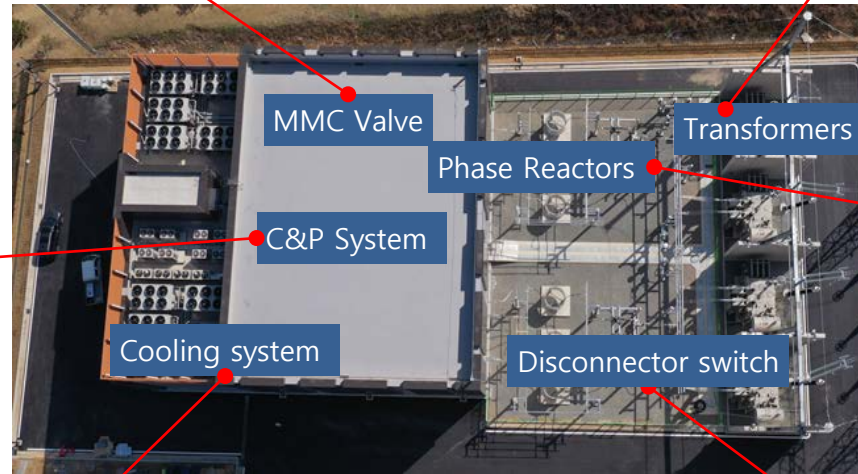 MMC Valve
Transformers
Phase Reactors
C&P System
Cooling system
Disconnector switch